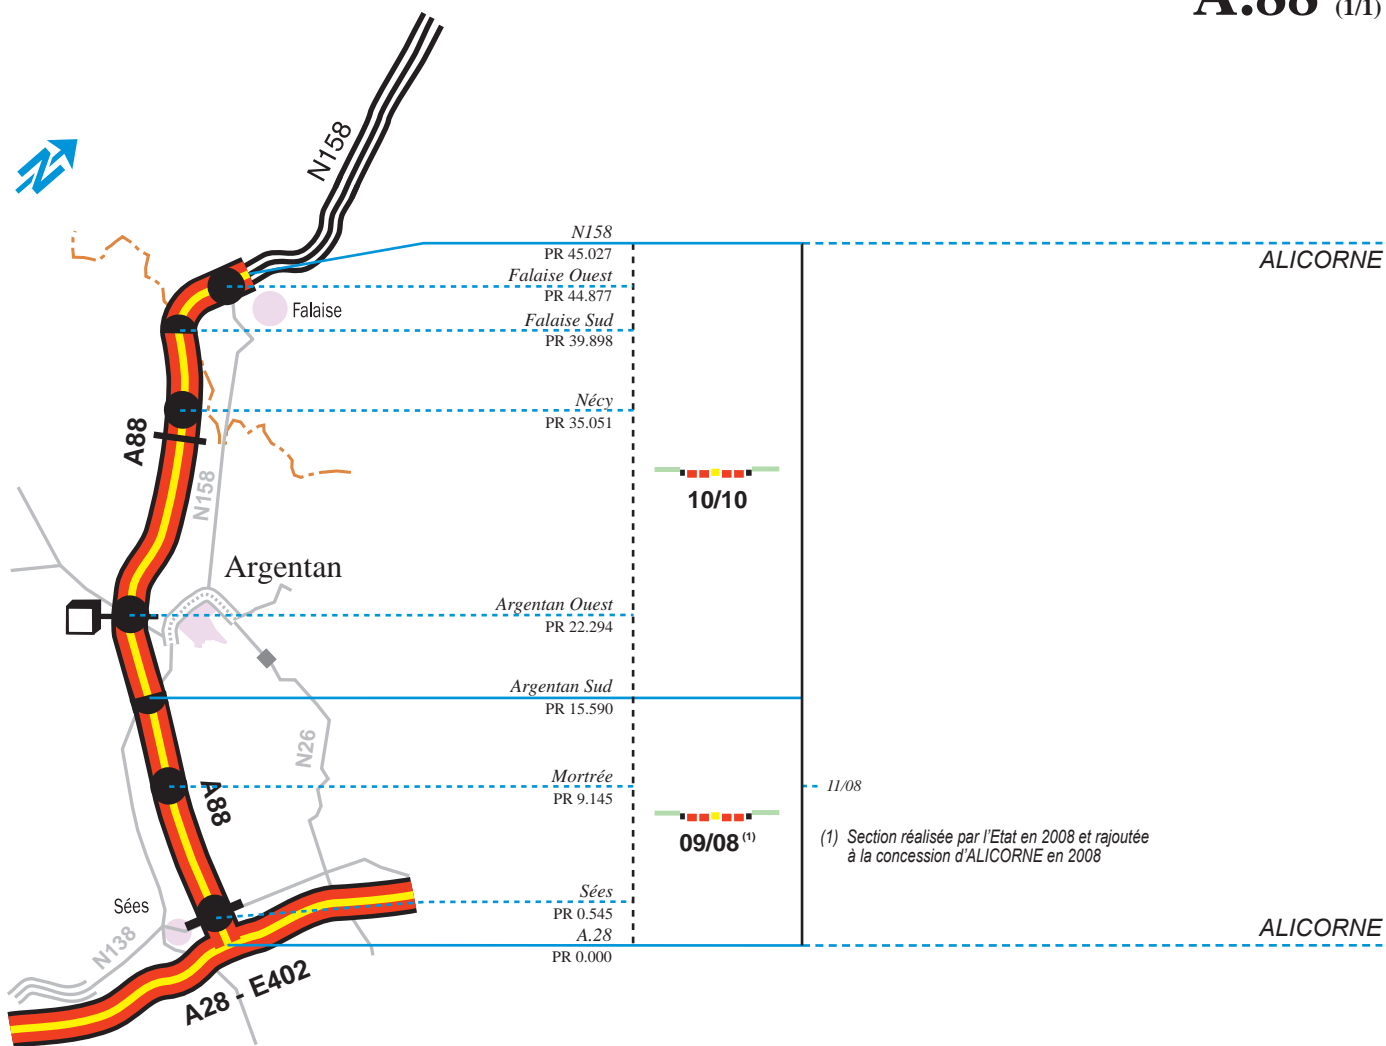 A.88 (1/1)
N158
N
N158
PR 45.027
ALICORNE
Falaise Ouest
PR 44.877
Falaise
Falaise Sud
PR 39.898
Nécy
PR 35.051
A88
N158
10/10
Argentan
Argentan Ouest
PR 22.294
Argentan Sud
PR 15.590
N26
Mortrée
PR 9.145
11/08
A88
09/08 (1)
(1) Section réalisée par l'Etat en 2008 et rajoutée
à la concession d'ALICORNE en 2008
Sées
Sées
PR 0.545
A.28
PR 0.000
ALICORNE
N138
A28 - E402